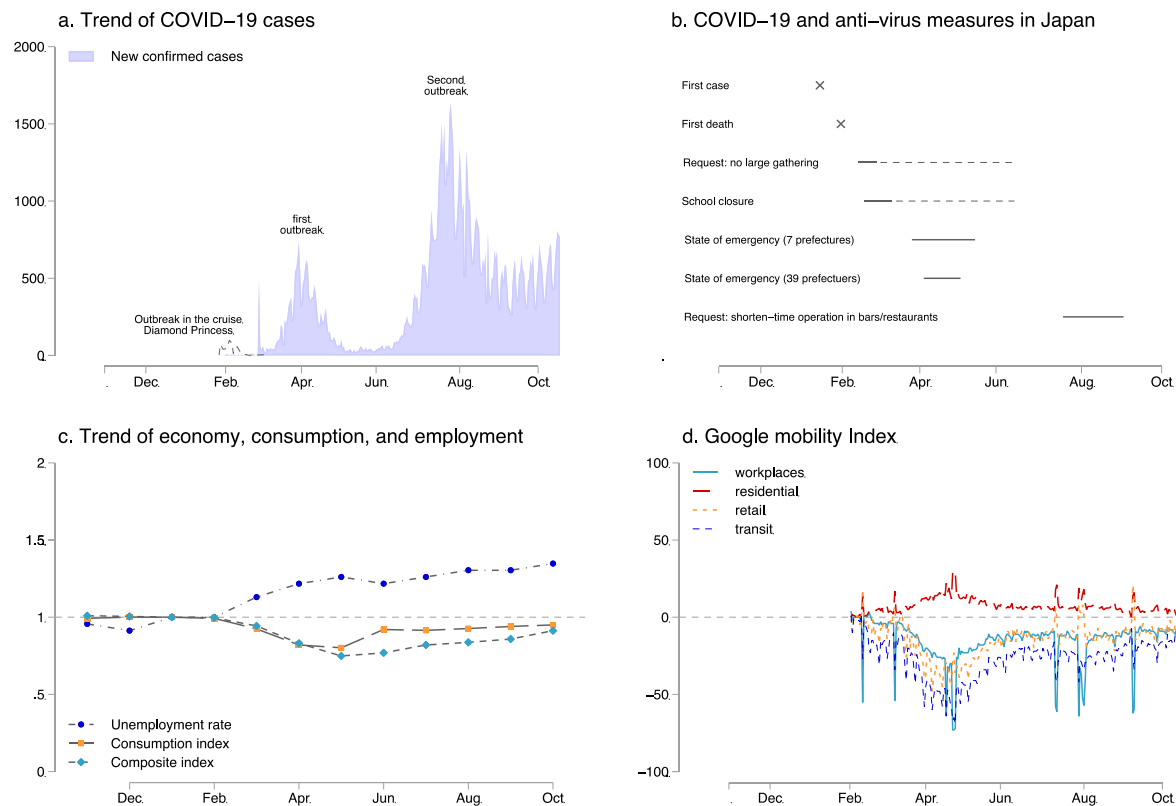 a. Trend of COVID−19 cases
2000
1500
1000
500
0
New confirmed cases
Second
outbreak
first
outbreak
Outbreak in the cruise
Diamond Princess
Dec. Feb. Apr. Jun. Aug. Oct.
b. COVID−19 and anti−virus measures in Japan
First case
First death
Request: no large gathering
School closure
State of emergency (7 prefectures)
State of emergency (39 prefectuers)
Request: shorten−time operation in bars/restaurants
Dec. Feb. Apr. Jun. Aug. Oct
c. Trend of economy, consumption, and employment
2
1.5
1
.5
0
Unemployment rate
Consumption index
Composite index
Dec. Feb. Apr. Jun. Aug. Oct.
d. Google mobility Index
100
50
0
−50
−100
workplaces
residential
retail
transit
Dec. Feb. Apr. Jun. Aug. Oct